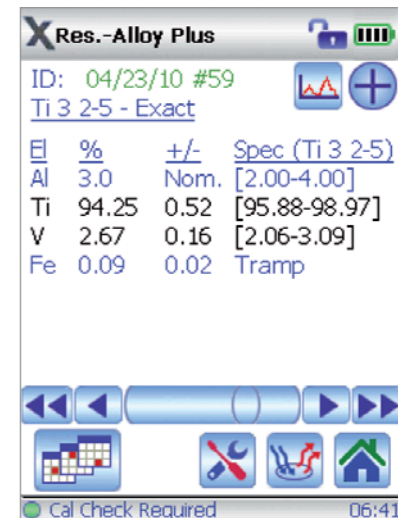 X Res.-Alloy Plus
ID: 04/23/10 #59
Ti 3 2-5 - Exact
El % +/- Spec (Ti 3 2-5)
Al 3.0 Nom. [2.00-4.00]
Ti 94.25 0.52 [95.88-98.97]
V 2.67 0.16 [2.06-3.09]
Fe 0.09 0.02 Tramp
Cal Check Required 06:41